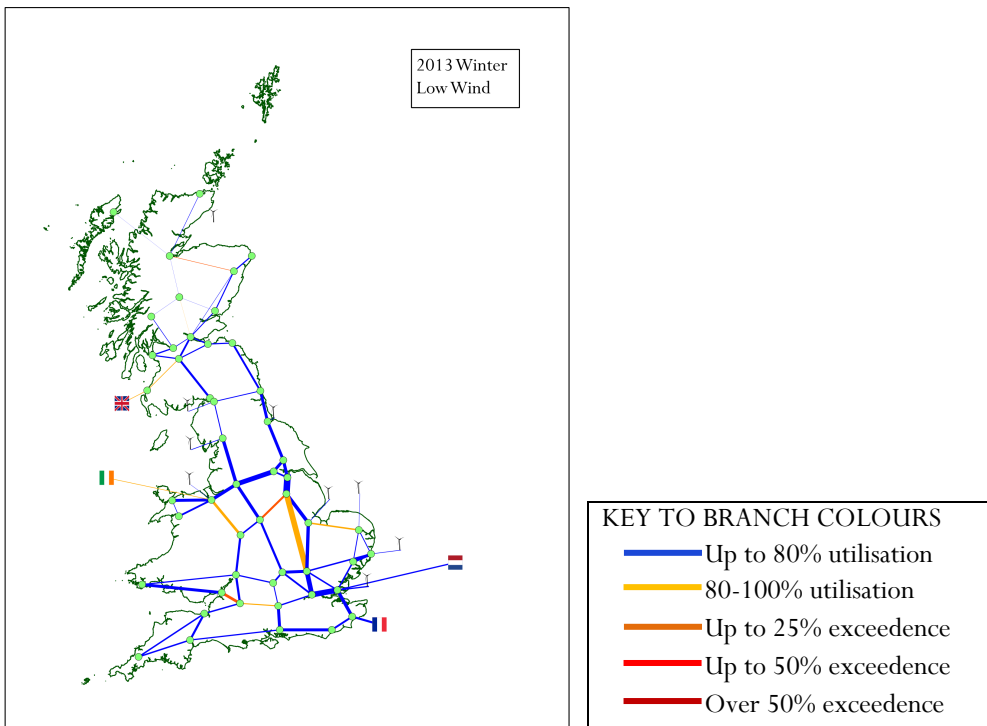 2013 Winter
Low Wind
KEY TO BRANCH COLOURS
Up to 80% utilisation
80-100% utilisation
Up to 25% exceedence
Up to 50% exceedence
Over 50% exceedence